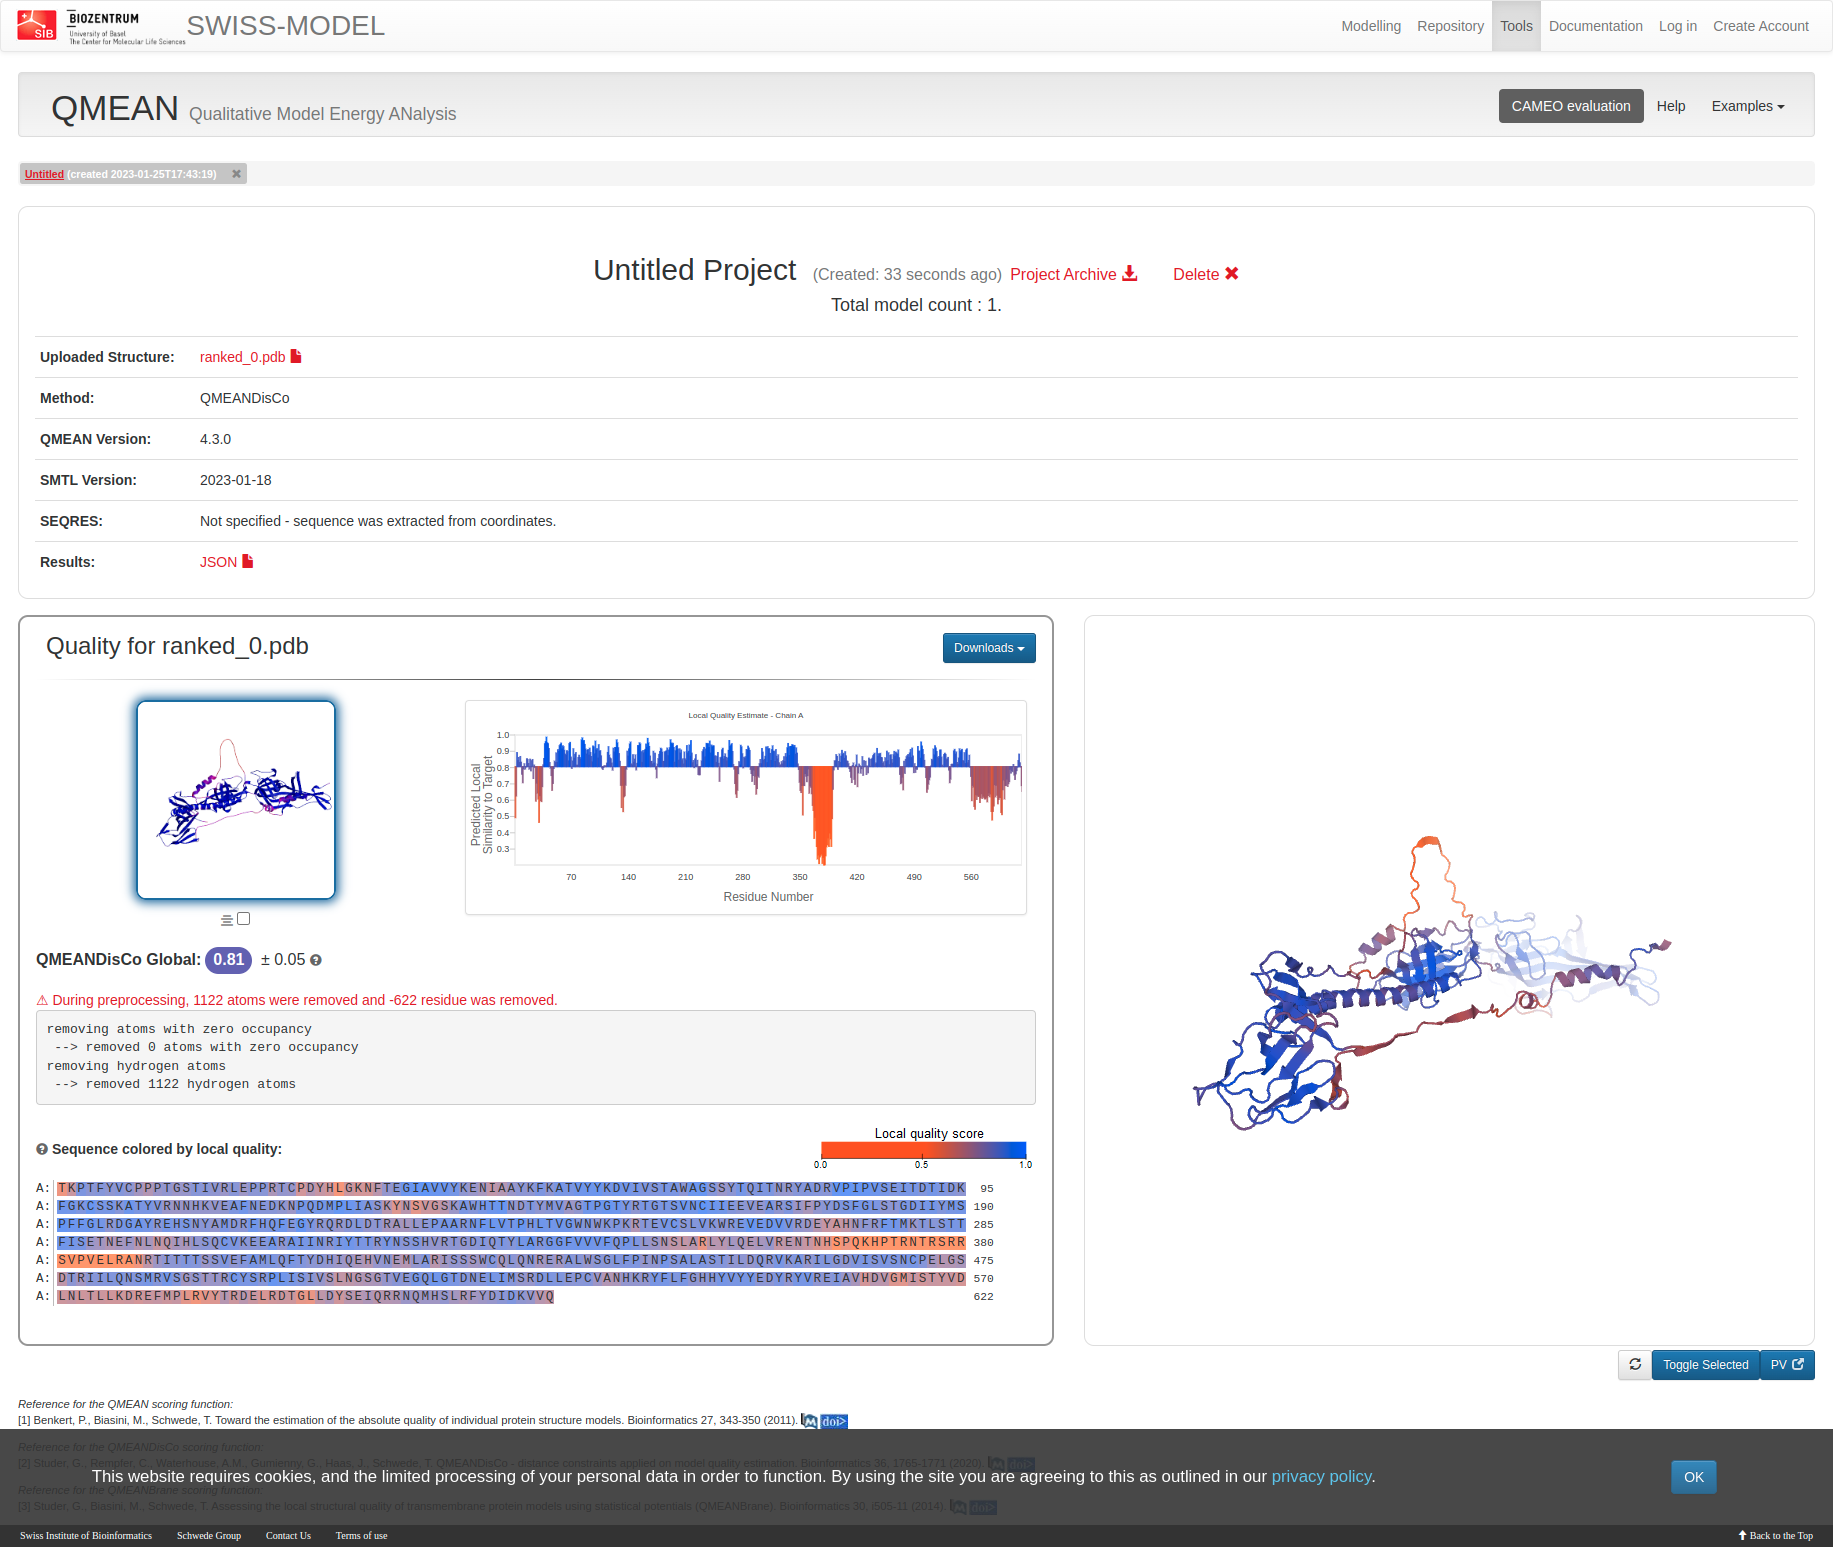 SIB
BIOZENTRUM
University of Basel
The Center for Molecular Life Sciences
SWISS-MODEL
Modelling Repository Tools Documentation Log in Create Account
QMEAN Qualitative Model Energy ANalysis
CAMEO evaluation Help Examples
Untitled (created 2023-01-25T17:43:19)
Untitled Project (Created: 33 seconds ago) Project Archive Delete
Total model count : 1.
Uploaded Structure: ranked_0.pdb
Method: QMEANDisCo
QMEAN Version: 4.3.0
SMTL Version: 2023-01-18
SEQRES: Not specified - sequence was extracted from coordinates.
Results: JSON
Quality for ranked_0.pdb
Downloads
Local Quality Estimate - Chain A
Predicted Local
Similarity to Target
1.0
0.9
0.8
0.7
0.6
0.5
0.4
0.3
70 140 210 280 350 420 490 560
Residue Number
QMEANDisCo Global: 0.81 ± 0.05
⚠ During preprocessing, 1122 atoms were removed and -622 residue was removed.
removing atoms with zero occupancy
--> removed 0 atoms with zero occupancy
removing hydrogen atoms
--> removed 1122 hydrogen atoms
Sequence colored by local quality:
Local quality score
0.0 0.5 1.0
A: TKPTFYVCPPPTGSTIVRLEPPRTCPDYHLGKNFTEGIAVVYKENIAAYKFKATVYYKDVIVSTAWAGSSYTQITNRYADRVPIPVSEITDTIDK 95
A: FGKCSSKATYVRNNHKVEAFNEDKNPQDMPLIASKYNSVGSKAWHTTNDTYMVAGTPGTYRTGTSVNCIIEEVEARSIFPYDSFGLSTGDIIYMS 190
A: PFFGLRDGAYREHSNYAMDRFHQFEGYRQRDLDTRALLEPAARNFLVTPHLTVGWNWKPKRTEVCSLVKWREVEDVVRDEYAHNFRFTMKTLSTT 285
A: FISETNEFNLNQIHLSQCVKEEARAIINRIYTTRYNSSHVRTGDIQTYLARGGFVVVFQPLLSNSLARLYLQELVRENTNHSPQKHPTRNTRSRR 380
A: SVPVELRANRTITTTSSVEFAMLQFTYDHIQEHVNEMLARISSSWCQLQNRERALWSGLFPINPSALASTILDQRVKARILGDVISVSNCPELGS 475
A: DTRIILQNSMRVSGSTTRCYSRPLISIVSLNGSGTVEGQLGTDNELIMSRDLLEPCVANHKRYFLFGHHYVYYEDYRYVREIAVHDVGMISTYVD 570
A: LNLTLLKDREFMPLRVYTRDELRDTGLLDYSEIQRRNQMHSLRFYDIDKVVQ 622
Toggle Selected PV
Reference for the QMEAN scoring function:
[1] Benkert, P., Biasini, M., Schwede, T. Toward the estimation of the absolute quality of individual protein structure models. Bioinformatics 27, 343-350 (2011). M doi>
Reference for the QMEANDisCo scoring function:
[2] Studer, G., Rempfer, C., Waterhouse, A.M., Gumienny, G., Haas, J., Schwede, T. QMEANDisCo - distance constraints applied on model quality estimation. Bioinformatics 36, 1765-1771 (2020). M doi>
This website requires cookies, and the limited processing of your personal data in order to function. By using the site you are agreeing to this as outlined in our privacy policy. OK
Reference for the QMEANBrane scoring function:
[3] Studer, G., Biasini, M., Schwede, T. Assessing the local structural quality of transmembrane protein models using statistical potentials (QMEANBrane). Bioinformatics 30, i505-11 (2014). M doi>
Swiss Institute of Bioinformatics Schwede Group Contact Us Terms of use Back to the Top